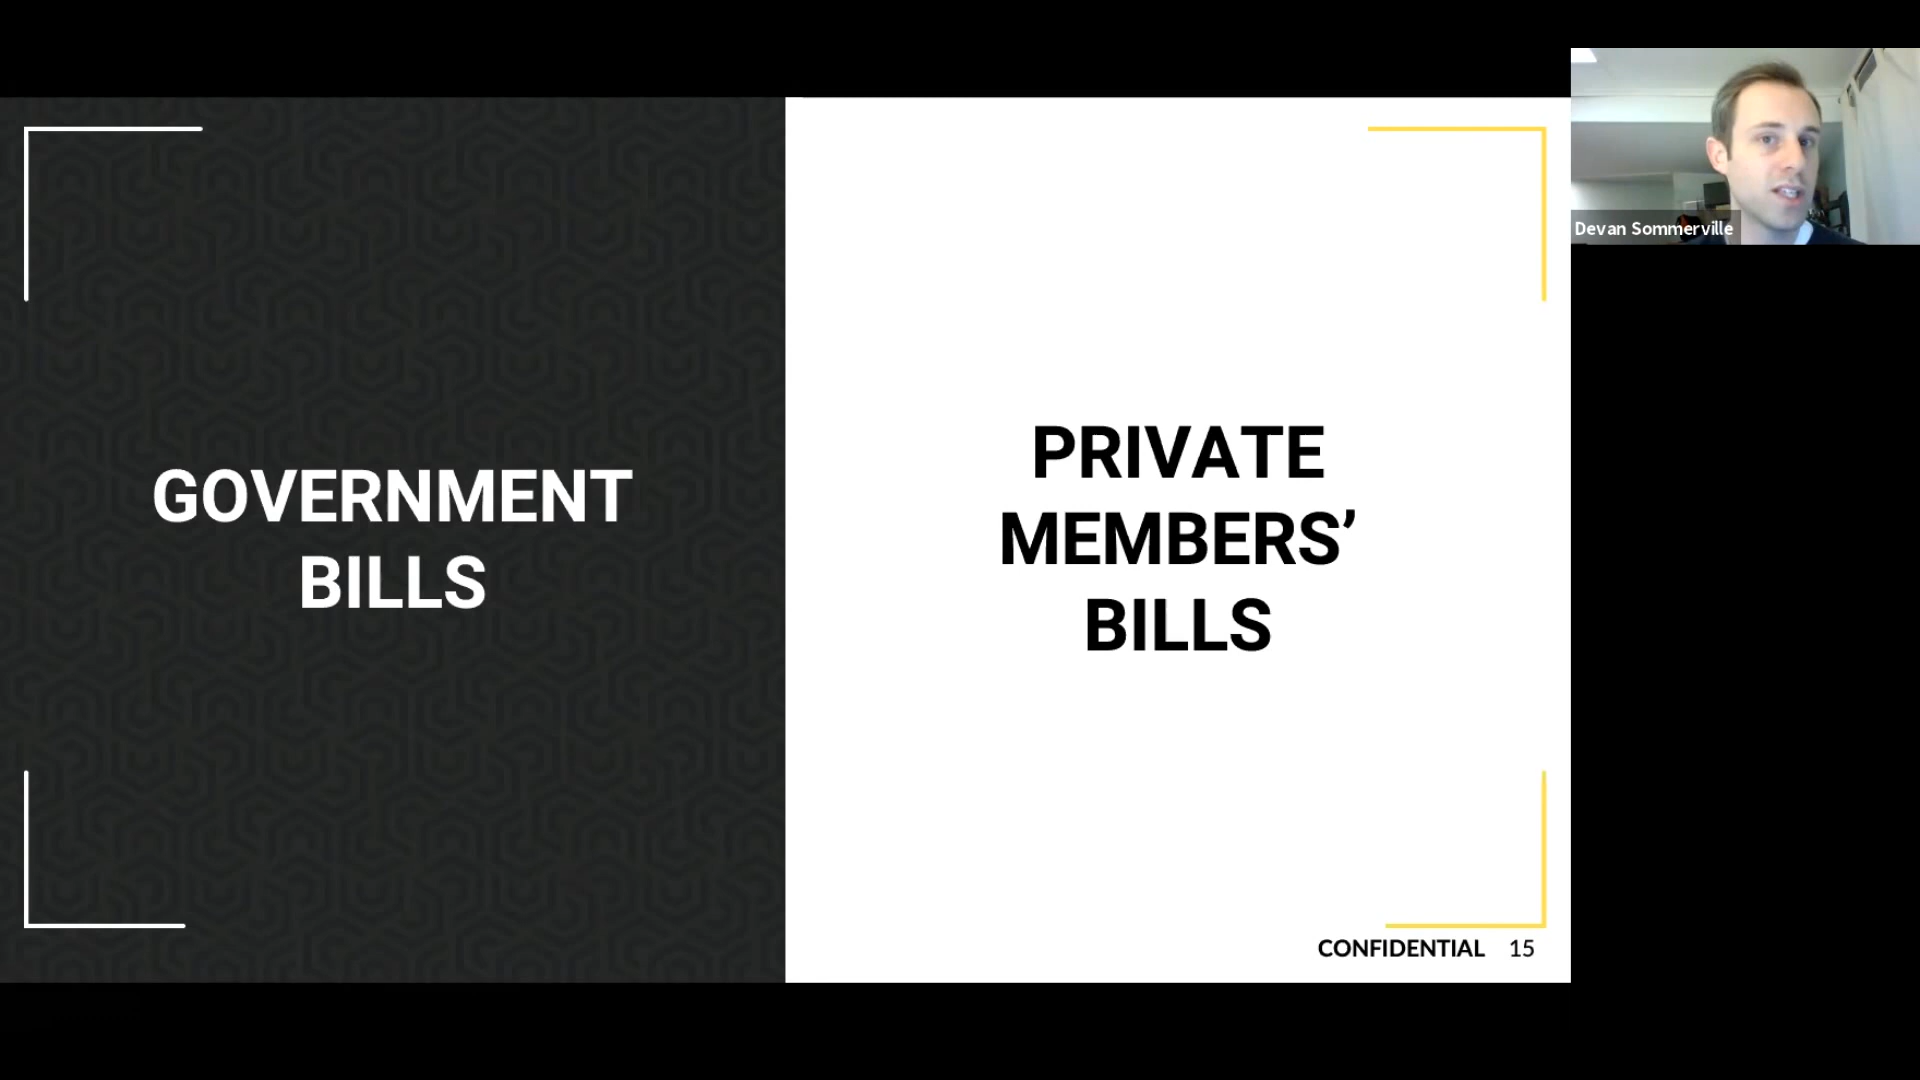 GOVERNMENT
BILLS
PRIVATE
MEMBERS’
BILLS
CONFIDENTIAL 15
Devan Sommerville